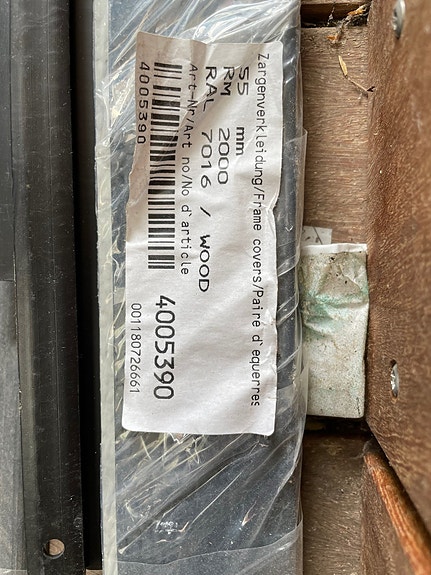 Zargenverkleidung/Frame covers/Paire d`equerres
55 mm
RM 2000
RAL 7016 / WOOD
Art-Nr/Art no/No d`article
4005390
4005390
001180726661